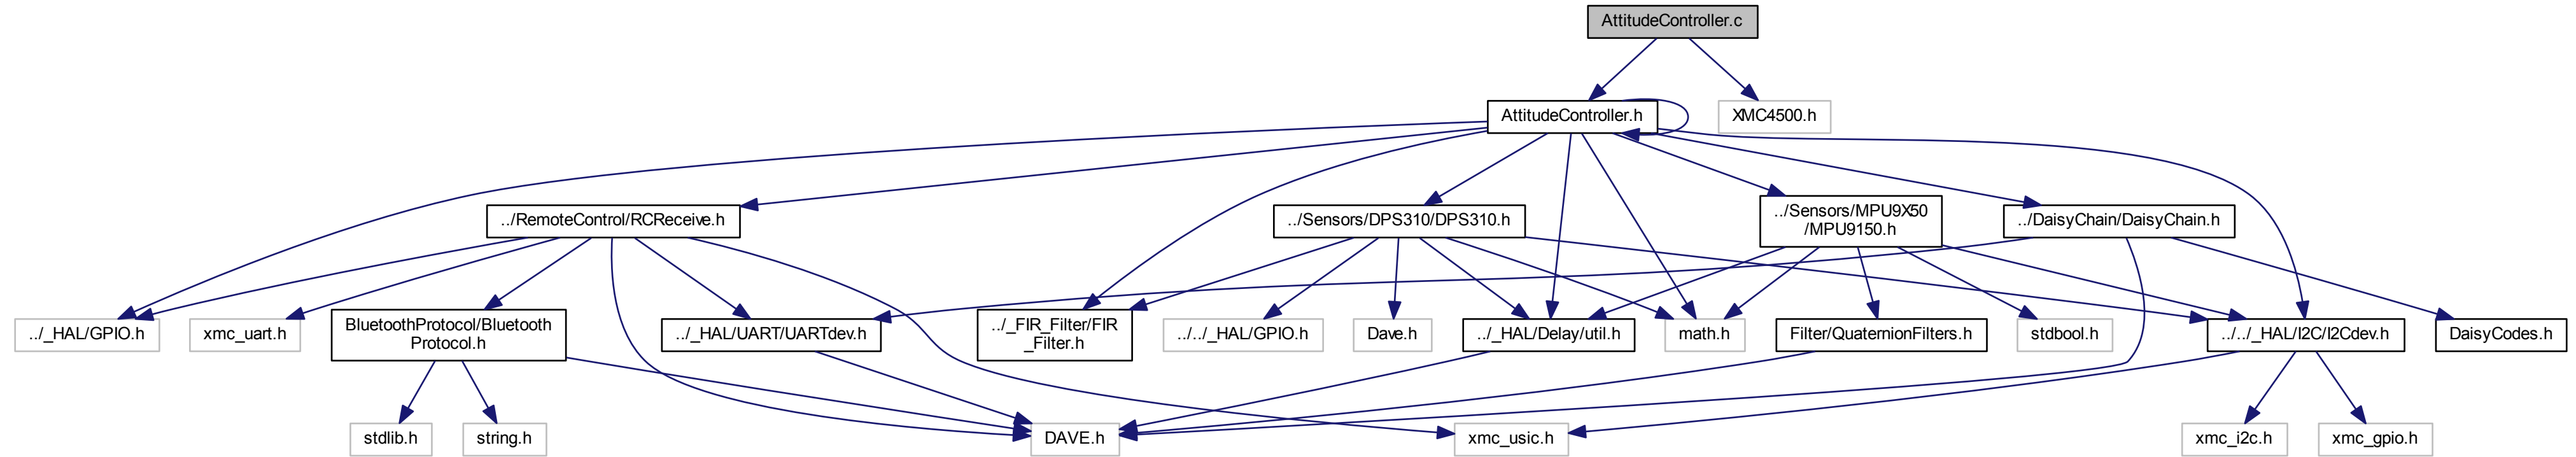 AttitudeController.c
AttitudeController.h
XMC4500.h
../RemoteControl/RCReceive.h
../Sensors/DPS310/DPS310.h
../Sensors/MPU9X50
/MPU9150.h
../DaisyChain/DaisyChain.h
../_HAL/GPIO.h
xmc_uart.h
BluetoothProtocol/Bluetooth
Protocol.h
../_HAL/UART/UARTdev.h
../_FIR_Filter/FIR
_Filter.h
../../_HAL/GPIO.h
Dave.h
../_HAL/Delay/util.h
math.h
Filter/QuaternionFilters.h
stdbool.h
../../_HAL/I2C/I2Cdev.h
DaisyCodes.h
stdlib.h
string.h
DAVE.h
xmc_usic.h
xmc_i2c.h
xmc_gpio.h